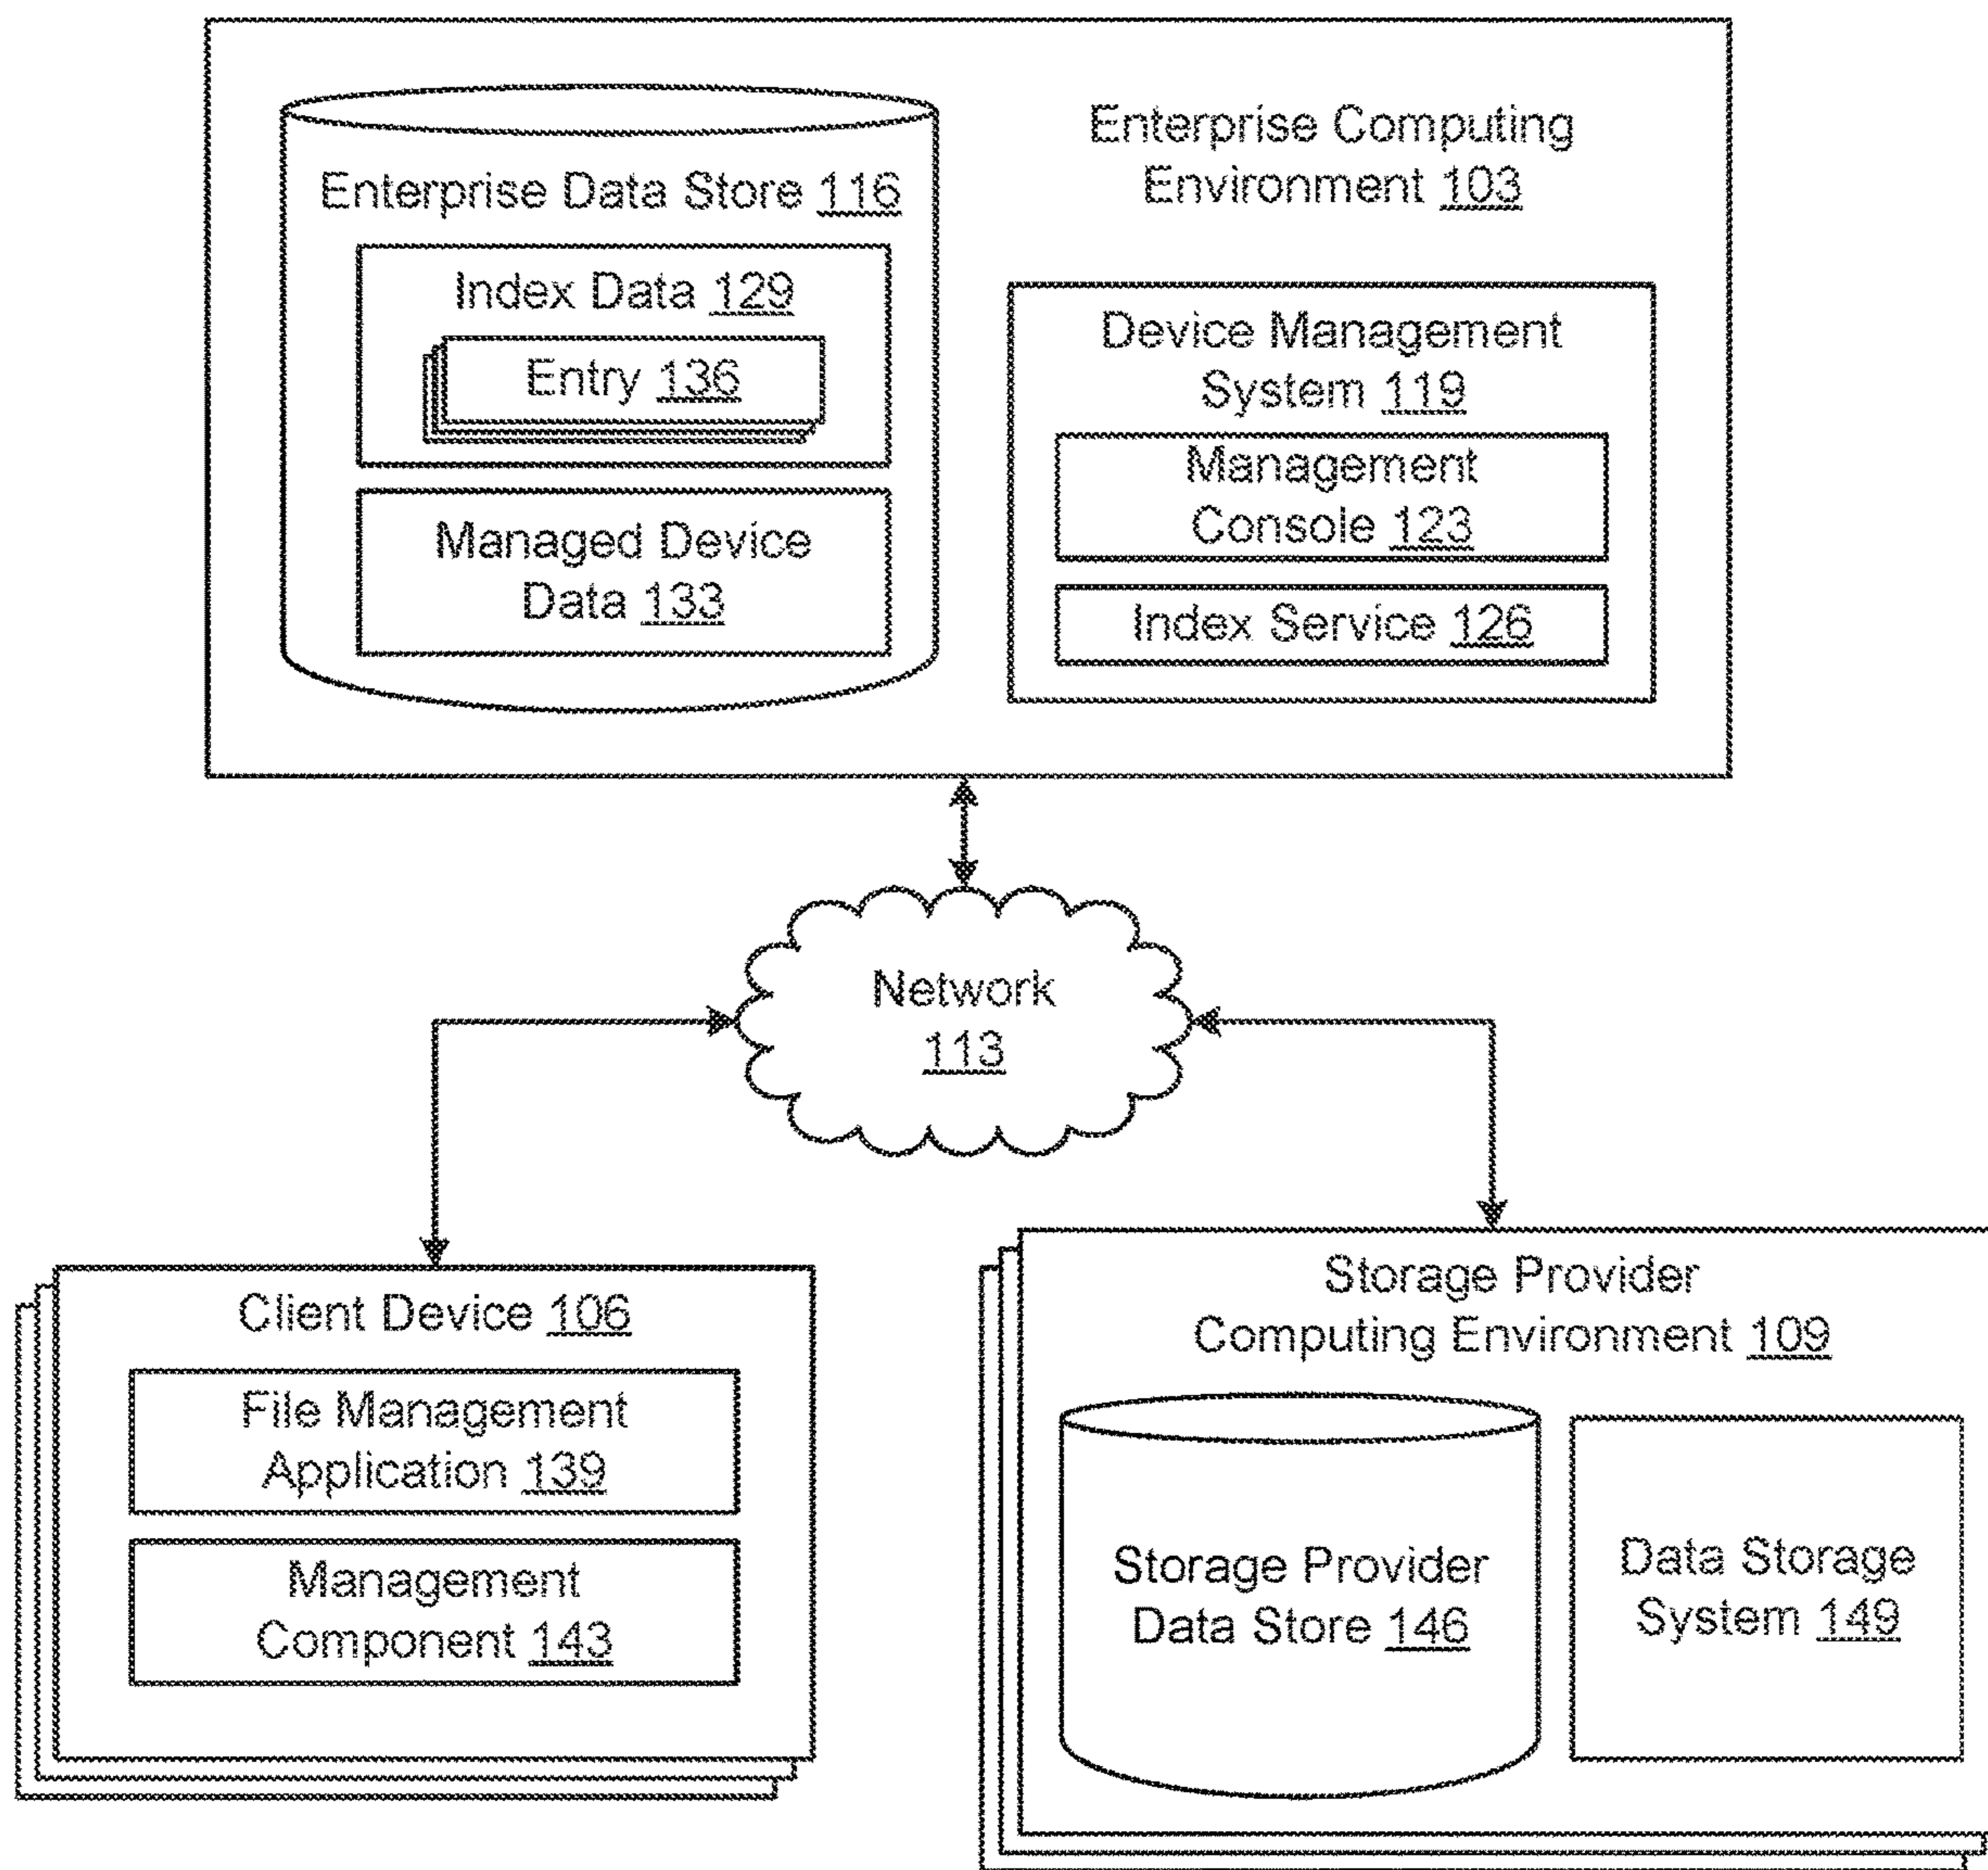 Enterprise Computing
Environment 103
Enterprise Data Store 116
Index Data 129
Entry 136
Managed Device
Data 133
Device Management
System 119
Management
Console 123
Index Service 126
Network
113
Client Device 106
File Management
Application 139
Management
Component 143
Storage Provider
Computing Environment 109
Storage Provider
Data Store 146
Data Storage
System 149